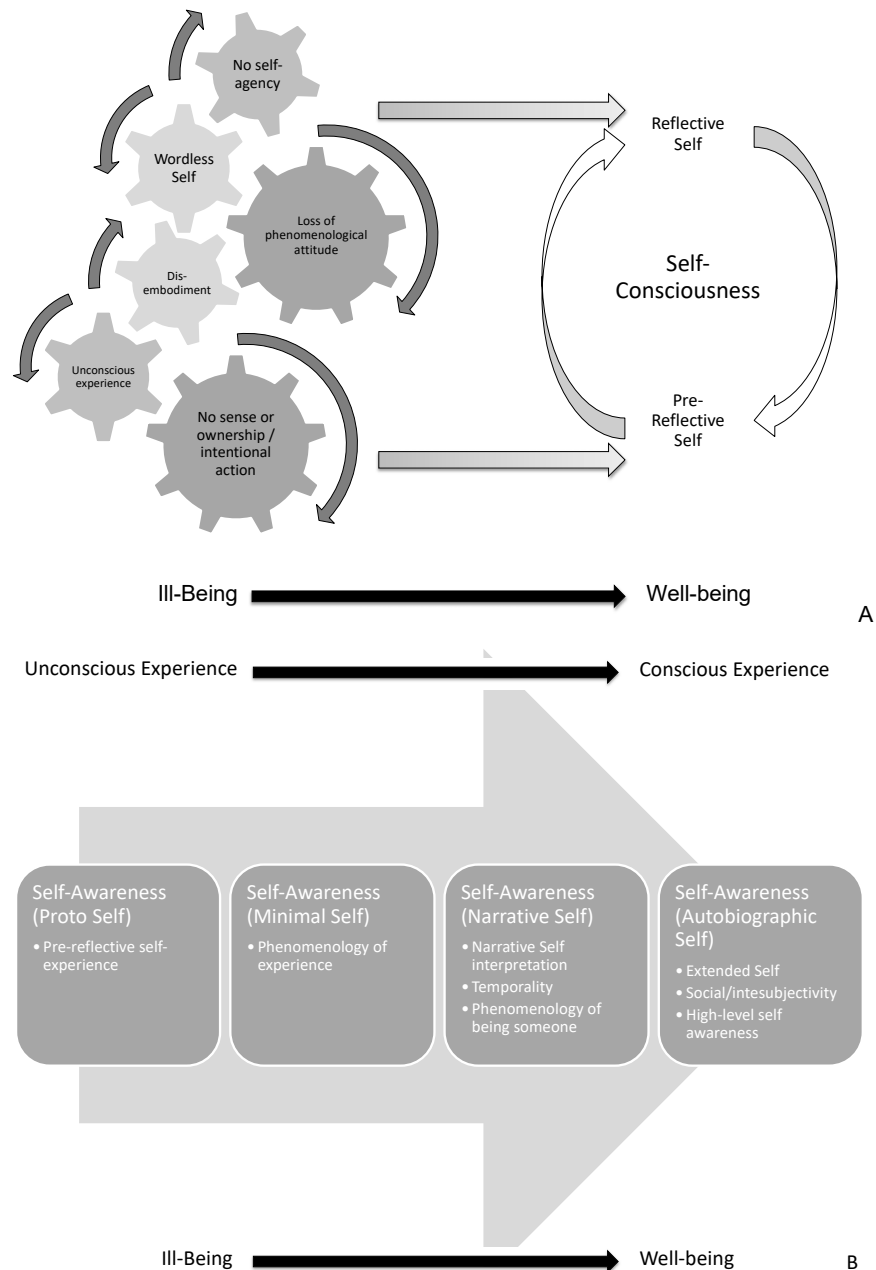 No self-
agency
Wordless
Self
Loss of
phenomenological
attitude
Dis-
embodiment
Unconscious
experience
No sense or
ownership /
intentional
action
Reflective
Self
Self-
Consciousness
Pre-
Reflective
Self
Ill-Being
Well-being
A
Unconscious Experience
Conscious Experience
Self-Awareness
(Proto Self)
• Pre-reflective self-
experience
Self-Awareness
(Minimal Self)
• Phenomenology of
experience
Self-Awareness
(Narrative Self)
• Narrative Self
interpretation
• Temporality
• Phenomenology of
being someone
Self-Awareness
(Autobiographic
Self)
• Extended Self
• Social/intesubjectivity
• High-level self
awareness
Ill-Being
Well-being
B